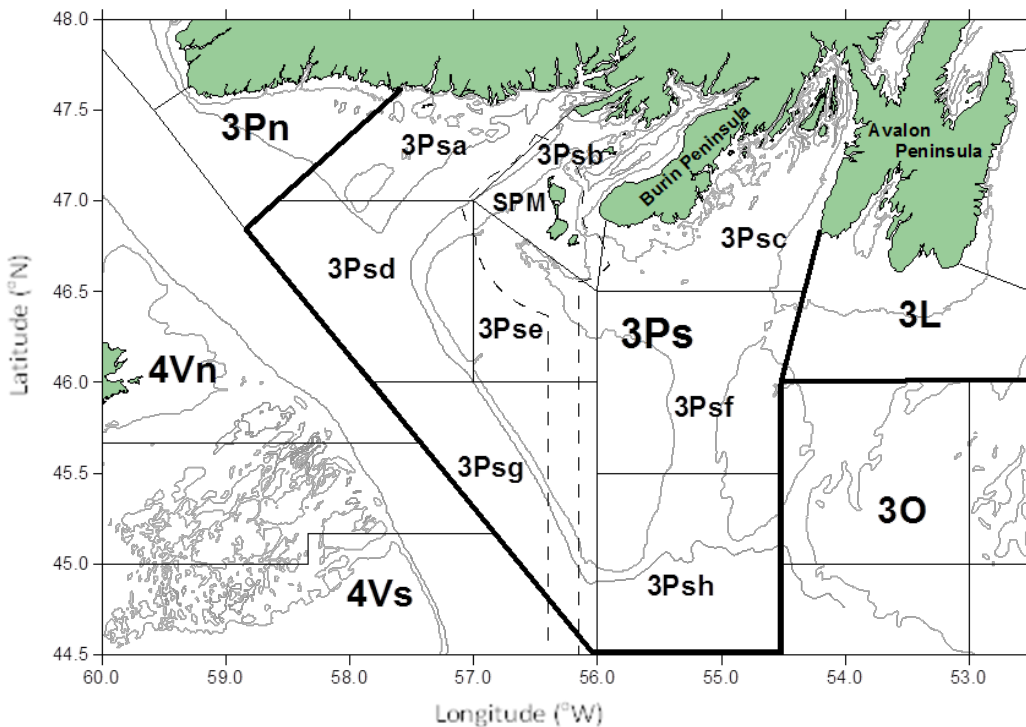 48.0
47.5
47.0
46.5
46.0
45.5
45.0
44.5
Latitude (°N)
3Pn
3Psa
3Psb
Burin Peninsula
Avalon
Peninsula
SPM
3Psc
3Psd
3Pse
3Ps
3L
4Vn
3Psf
3Psg
3O
4Vs
3Psh
60.0 59.0 58.0 57.0 56.0 55.0 54.0 53.0
Longitude (°W)